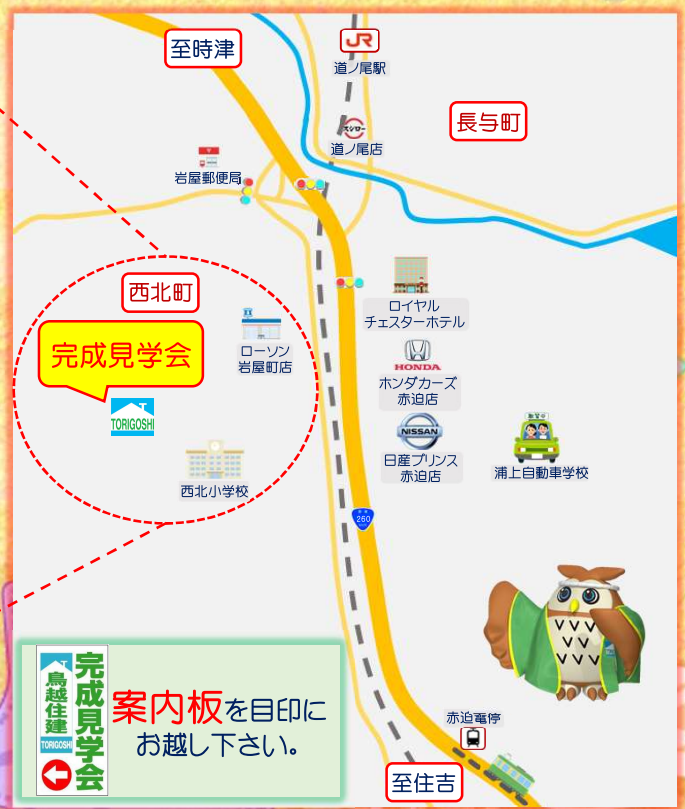 至時津
JR
道ノ尾駅
スシロー
道ノ尾店
長与町
岩屋郵便局
西北町
完成見学会
TORIGOSHI
ローソン
岩屋町店
西北小学校
ロイヤル
チェスターホテル
HONDA
ホンダカーズ
赤迫店
NISSAN
日産プリンス
赤迫店
浦上自動車学校
260
赤迫電停
至住吉
完成見学会
鳥越住建
TORIGOSHI
案内板を目印に
お越し下さい。